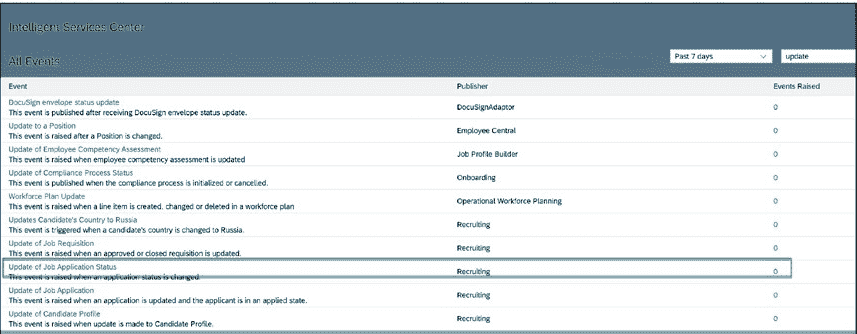 Intelligent Services Center
All Events
Past 7 days
update
Event Publisher Events Raised
DocuSign envelope status update
This event is published after receiving DocuSign envelope status update.
DocuSignAdaptor 0
Update to a Position
This event is raised after a Position is changed.
Employee Central 0
Update of Employee Competency Assessment
This event is raised when employee competency assessment is updated
Job Profile Builder 0
Update of Compliance Process Status
This event is published when the compliance process is initialized or cancelled.
Onboarding 0
Workforce Plan Update
This event is raised when a line item is created, changed or deleted in a workforce plan
Operational Workforce Planning 0
Updates Candidate's Country to Russia
This event is triggered when a candidate's country is changed to Russia.
Recruiting 0
Update of Job Requisition
This event is raised when an approved or closed requisition is updated.
Recruiting 0
Update of Job Application Status
This event is raised when an application status is changed.
Recruiting 0
Update of Job Application
This event is raised when an application is updated and the applicant is in an applied state.
Recruiting 0
Update of Candidate Profile
This event is raised when update is made to Candidate Profile.
Recruiting 0